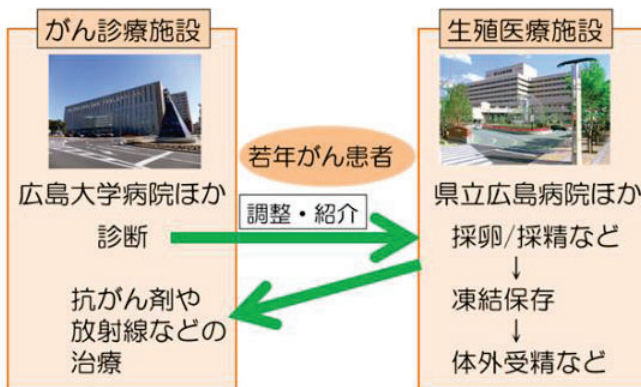 がん診療施設
広島大学病院ほか
診断
抗がん剤や
放射線などの
治療
若年がん患者
調整・紹介
生殖医療施設
県立広島病院ほか
採卵/採精など
↓
凍結保存
↓
体外受精など